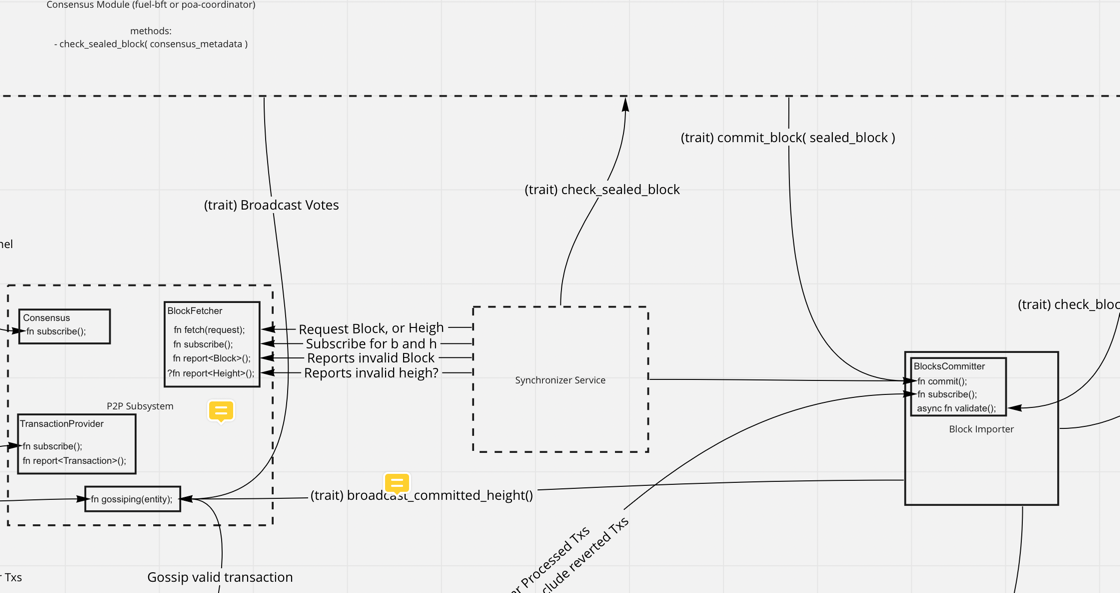 Consensus Module (fuel-bft or poa-coordinator)
methods:
- check_sealed_block( consensus_metadata )
(trait) commit_block( sealed_block )
(trait) check_sealed_block
(trait) Broadcast Votes
nel
(trait) check_bloc
Consensus
fn subscribe();
BlockFetcher
fn fetch(request);
fn subscribe();
fn report<Block>();
?fn report<Height>();
Request Block, or Heigh
Subscribe for b and h
Reports invalid Block
Reports invalid heigh?
Synchronizer Service
BlocksCommitter
fn commit();
fn subscribe();
async fn validate();
Block Importer
P2P Subsystem
TransactionProvider
fn subscribe();
fn report<Transaction>();
fn gossiping(entity);
(trait) broadcast_committed_height()
er Processed Txs
clude reverted Txs
r Txs
Gossip valid transaction